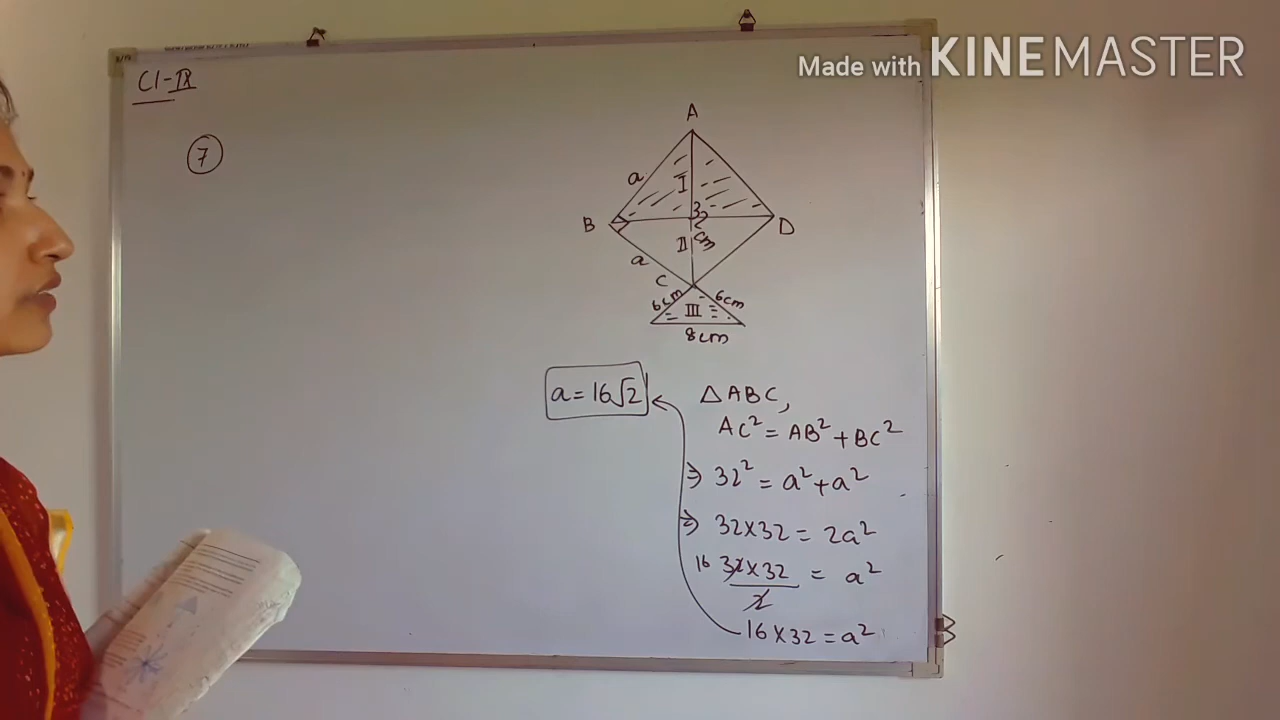 Made with KINEMASTER
Cl-IX
7
A
a
I
B
32
cm
D
II
a
C
6cm
6cm
III
8cm
a = 16√2
△ABC,
AC² = AB² + BC²
⇒ 32² = a² + a²
⇒ 32×32 = 2a²
16 32×32 / 2 = a²
16×32 = a²